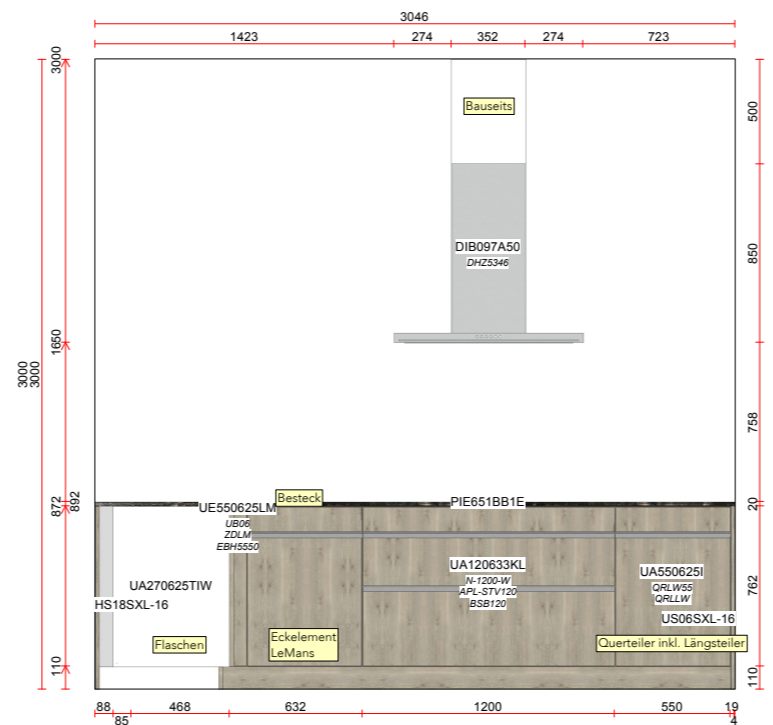 3046
1423
274
352
274
723
3000
3000
3000
500
Bauseits
DIB097A50
DHZ5346
850
1650
758
Besteck
872
892
20
UE550625LM
PIE651BB1E
UB06
ZDLM
EBH5550
UA270625TIW
UA120633KL
N-1200-W
APL-STV120
BSB120
UA550625I
QRLW55
QRLLW
762
HS18SXL-16
US06SXL-16
Flaschen
Eckelement
LeMans
Querteiler inkl. Längsteiler
110
110
88
85
468
632
1200
550
19
4